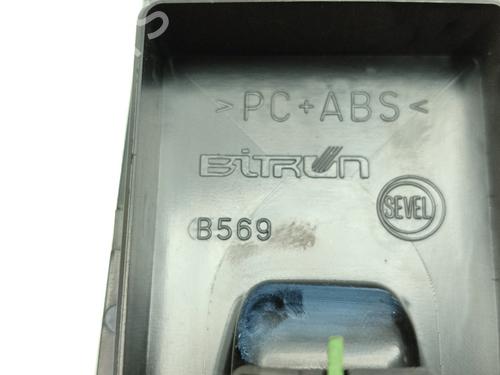 >PC+ABS<
BiTRON
SEVEL
B569